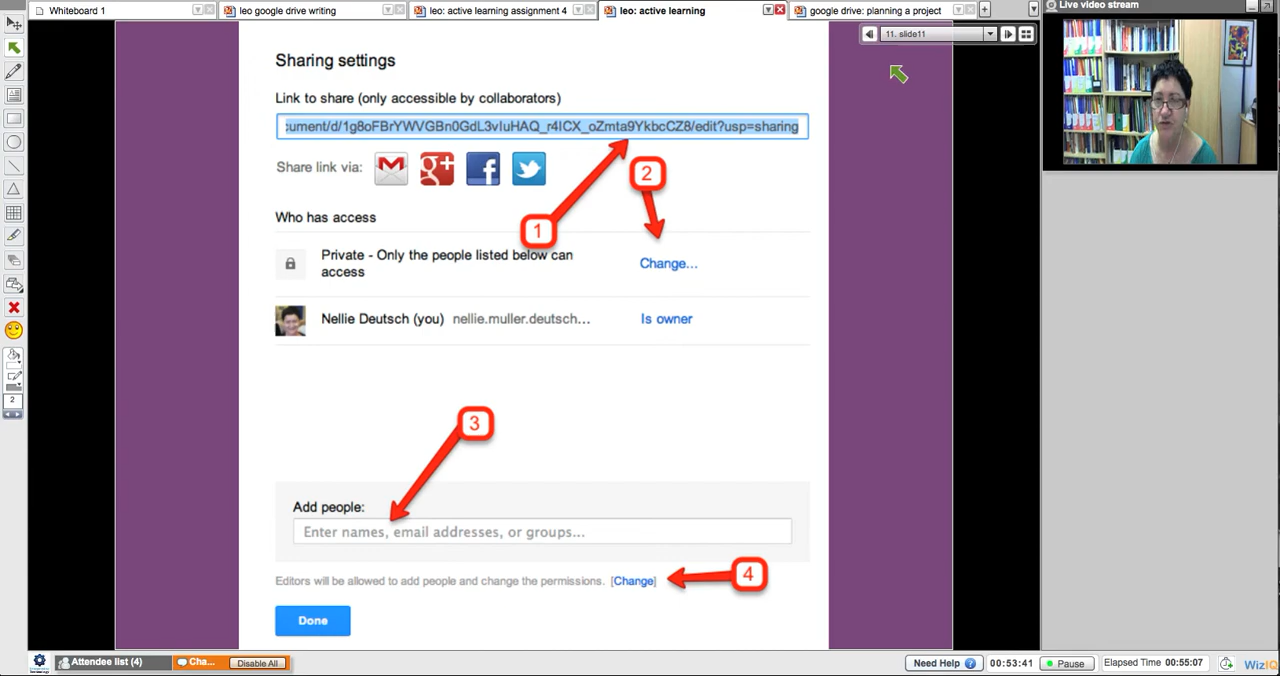 Whiteboard 1
leo google drive writing
leo: active learning assignment 4
leo: active learning
google drive: planning a project
Live video stream
11. slide11
Sharing settings
Link to share (only accessible by collaborators)
:ument/d/1g8oFBrYWVGBn0GdL3vIuHAQ_r4ICX_oZmta9YkbcCZ8/edit?usp=sharing
Share link via:
2
1
Who has access
Private - Only the people listed below can
access
Change...
Nellie Deutsch (you) nellie.muller.deutsch... Is owner
3
Add people:
Enter names, email addresses, or groups...
Editors will be allowed to add people and change the permissions. [Change]
4
Done
2
Attendee list (4)
Cha...
Disable All
Need Help ?
00:53:41
Pause
Elapsed Time 00:55:07
WizIQ